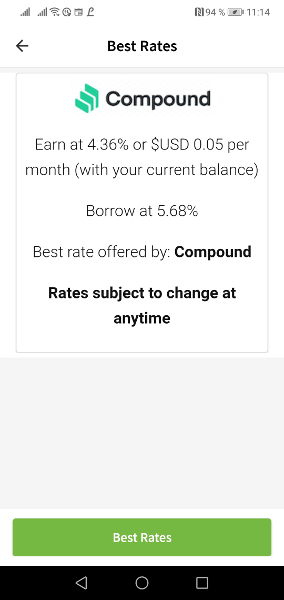 94 % 11:14
Best Rates
Compound
Earn at 4.36% or $USD 0.05 per
month (with your current balance)
Borrow at 5.68%
Best rate offered by: Compound
Rates subject to change at
anytime
Best Rates